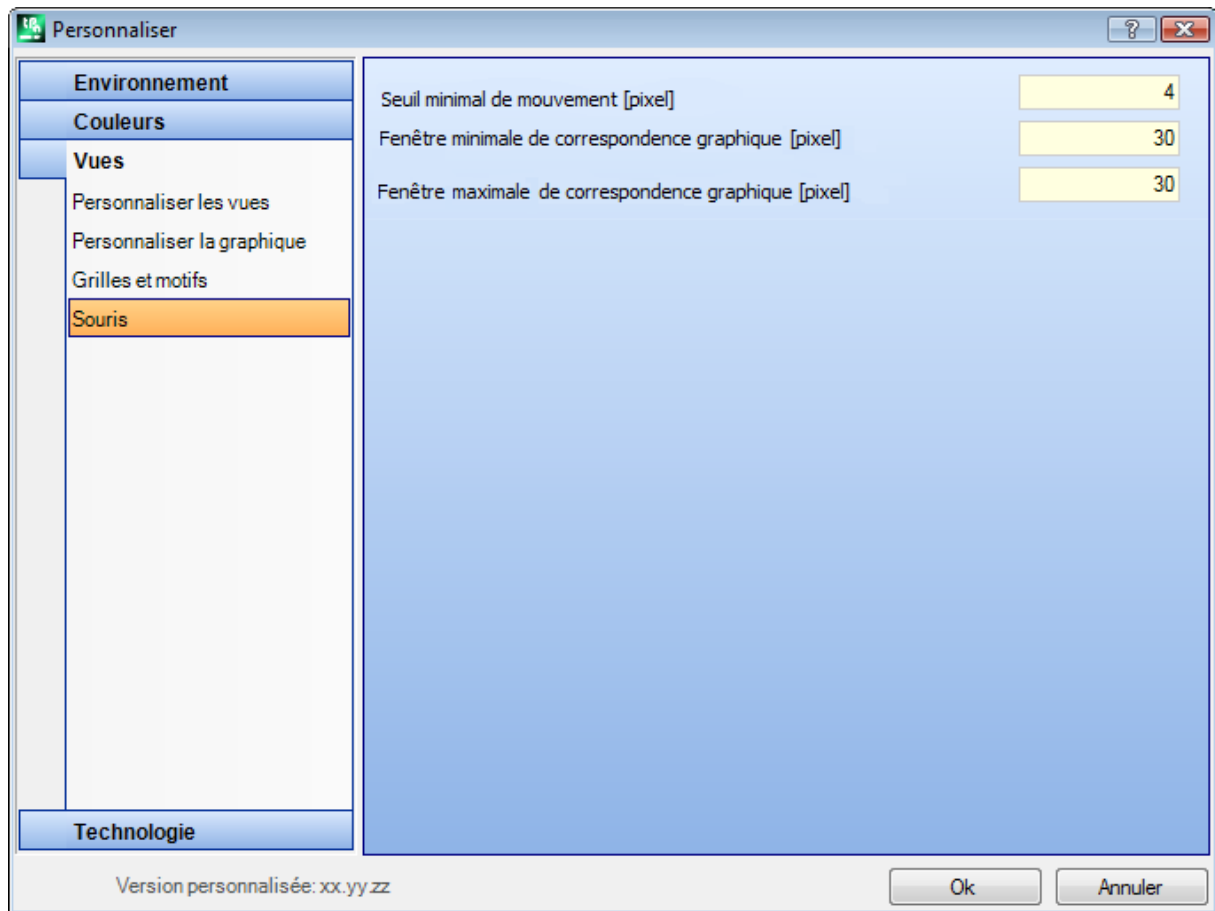 Personnaliser
Environnement
Couleurs
Vues
Personnaliser les vues
Personnaliser la graphique
Grilles et motifs
Souris
Technologie
Seuil minimal de mouvement [pixel]
4
Fenêtre minimale de correspondence graphique [pixel]
30
Fenêtre maximale de correspondence graphique [pixel]
30
Version personnalisée: xx.yy.zz
Ok
Annuler